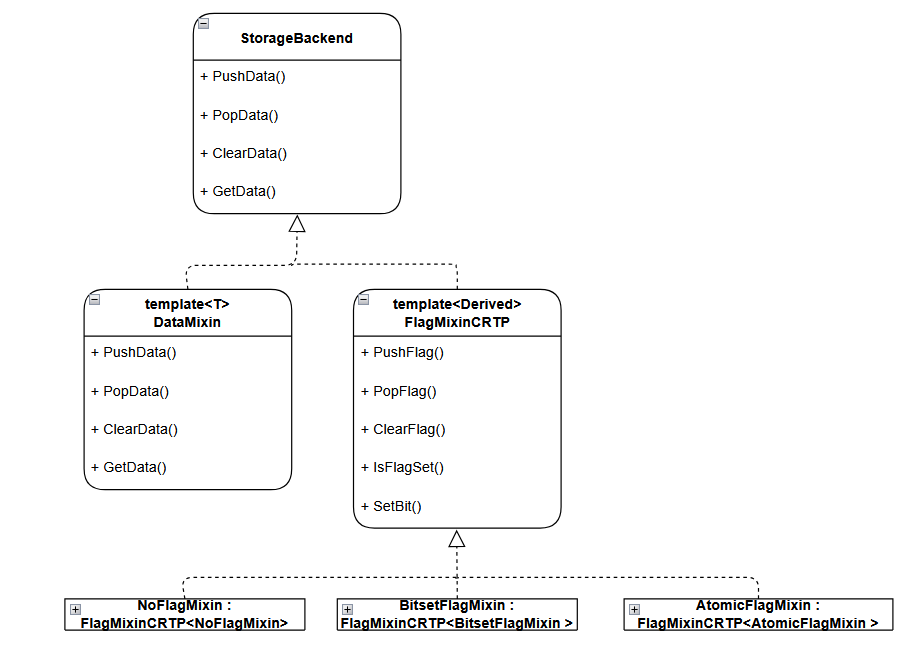 StorageBackend
+ PushData()
+ PopData()
+ ClearData()
+ GetData()
template<T>
DataMixin
+ PushData()
+ PopData()
+ ClearData()
+ GetData()
template<Derived>
FlagMixinCRTP
+ PushFlag()
+ PopFlag()
+ ClearFlag()
+ IsFlagSet()
+ SetBit()
NoFlagMixin :
FlagMixinCRTP<NoFlagMixin>
BitsetFlagMixin :
FlagMixinCRTP<BitsetFlagMixin >
AtomicFlagMixin :
FlagMixinCRTP<AtomicFlagMixin >